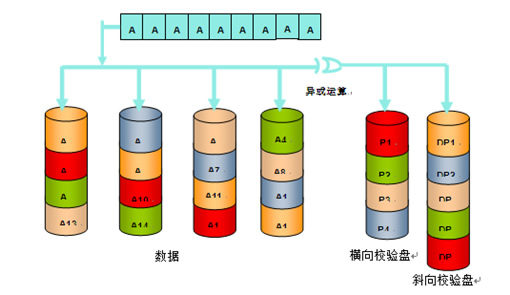 A A A A A A A A A
异或运算
A A A A4
A A A7 A8
A A10 A11 A1
A13 A14 A1 A1
P1 DP1
P2 DP2
P3 DP
P4 DP
DP
数据
横向校验盘
斜向校验盘